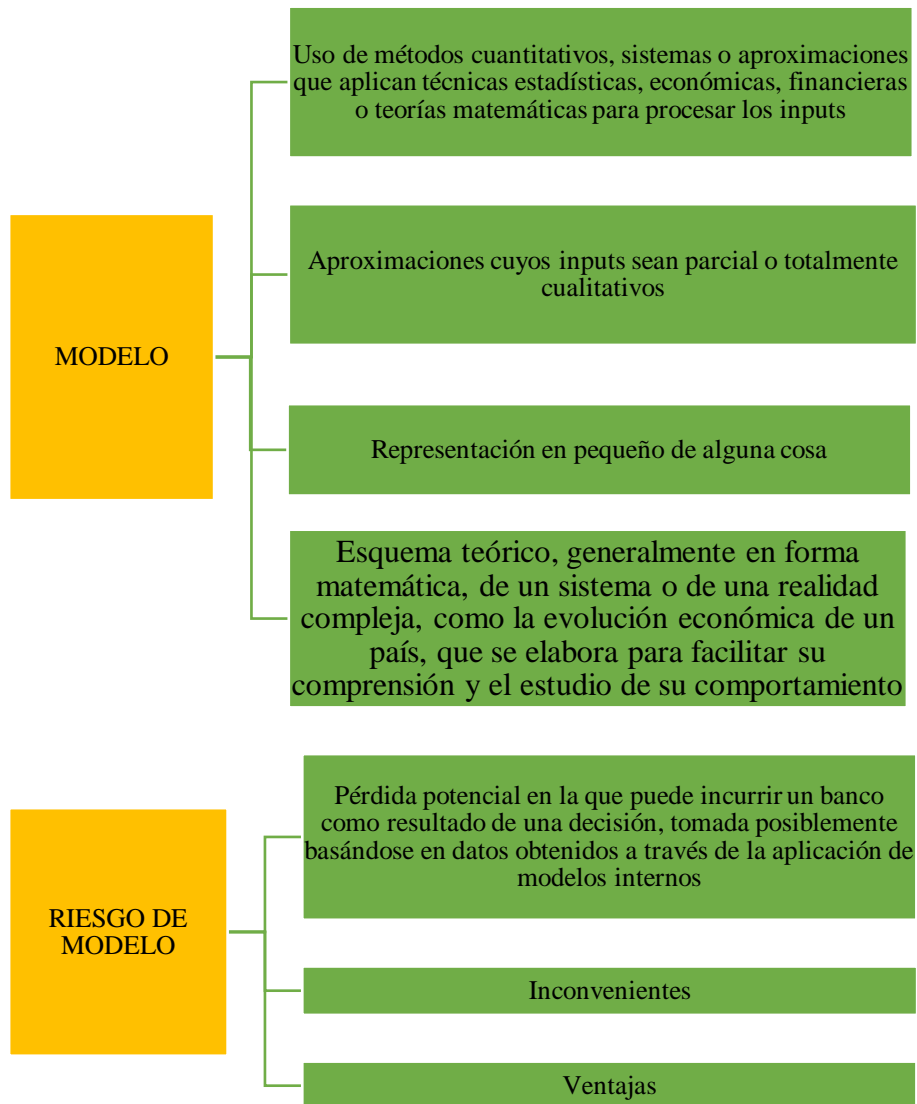 Uso de métodos cuantitativos, sistemas o aproximaciones
que aplican técnicas estadísticas, económicas, financieras
o teorías matemáticas para procesar los inputs
MODELO
Aproximaciones cuyos inputs sean parcial o totalmente
cualitativos
Representación en pequeño de alguna cosa
Esquema teórico, generalmente en forma
matemática, de un sistema o de una realidad
compleja, como la evolución económica de un
país, que se elabora para facilitar su
comprensión y el estudio de su comportamiento
RIESGO DE
MODELO
Pérdida potencial en la que puede incurrir un banco
como resultado de una decisión, tomada posiblemente
basándose en datos obtenidos a través de la aplicación de
modelos internos
Inconvenientes
Ventajas